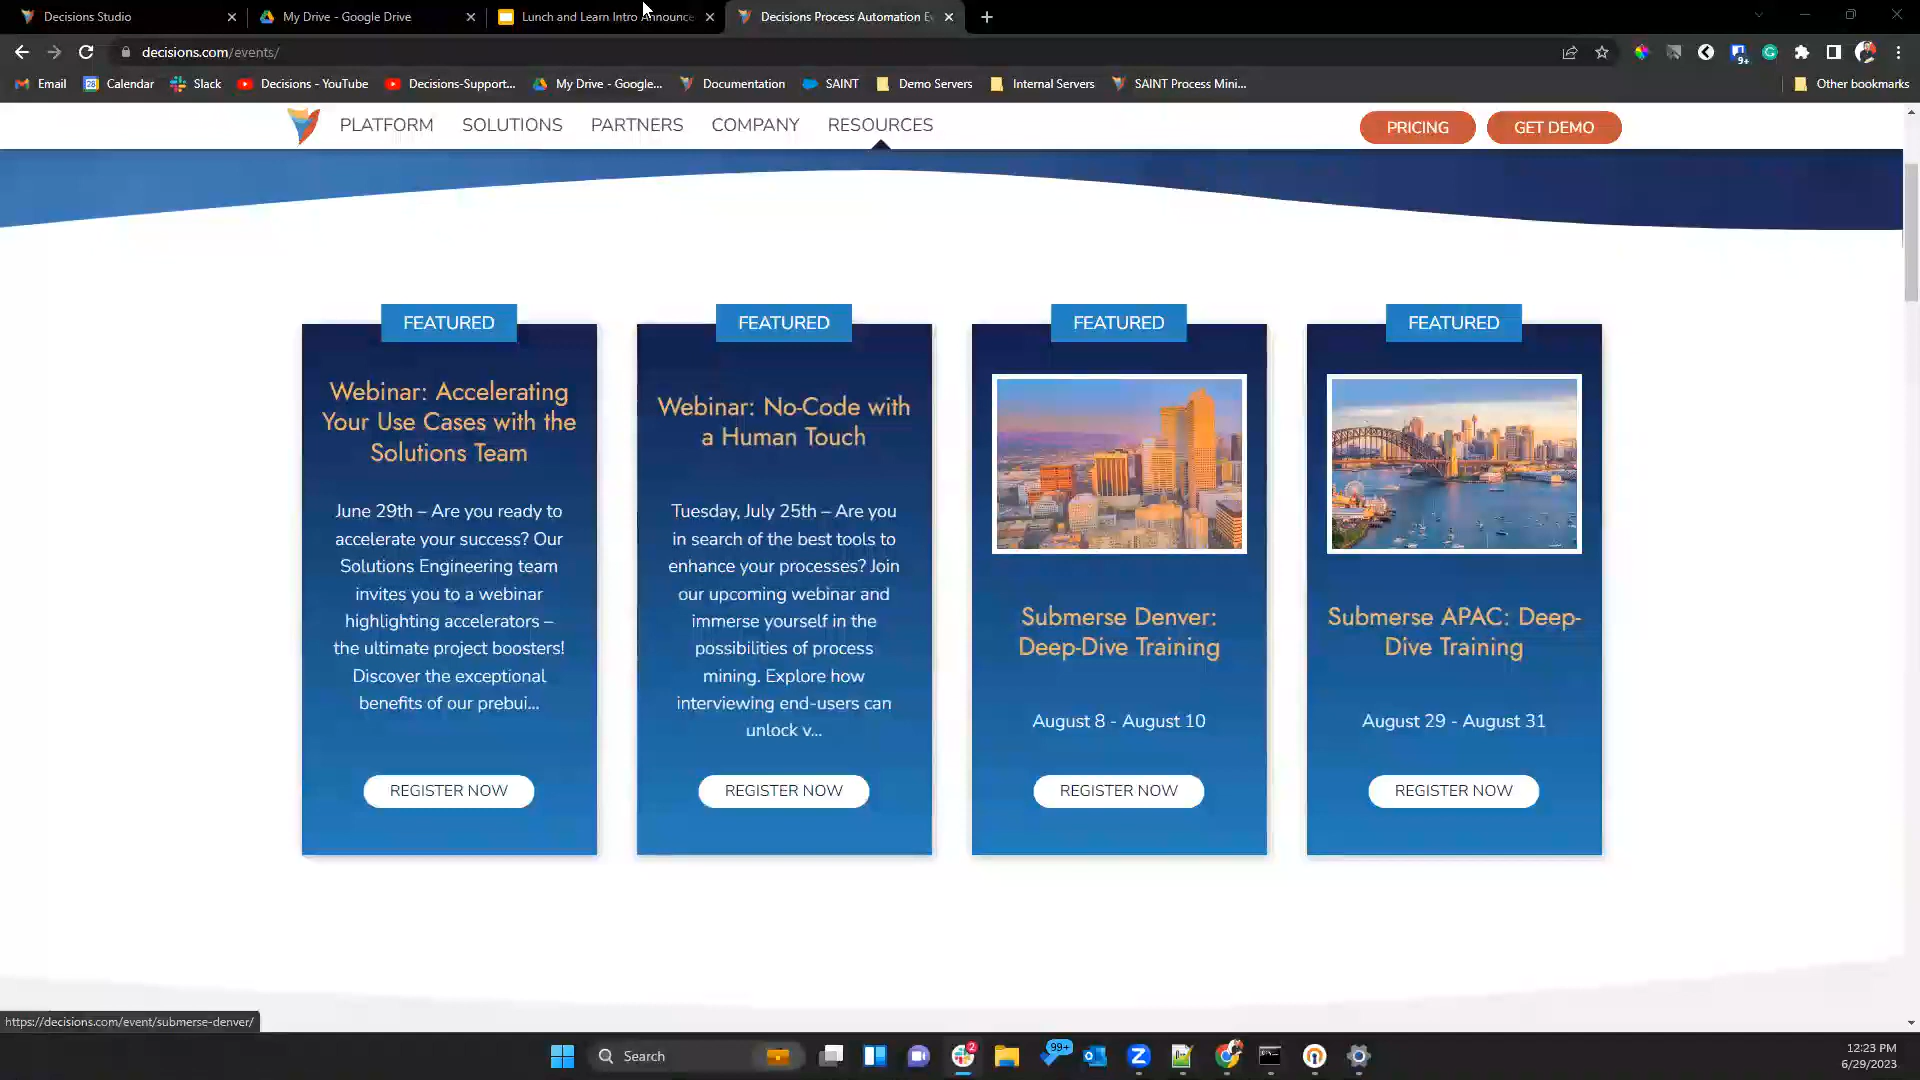 Decisions Studio
My Drive - Google Drive
Lunch and Learn Intro Announce
Decisions Process Automation Ev
decisions.com/events/
Email
Calendar
Slack
Decisions - YouTube
Decisions-Support...
My Drive - Google...
Documentation
SAINT
Demo Servers
Internal Servers
SAINT Process Mini...
Other bookmarks
PLATFORM
SOLUTIONS
PARTNERS
COMPANY
RESOURCES
PRICING
GET DEMO
FEATURED
Webinar: Accelerating
Your Use Cases with the
Solutions Team
June 29th – Are you ready to
accelerate your success? Our
Solutions Engineering team
invites you to a webinar
highlighting accelerators –
the ultimate project boosters!
Discover the exceptional
benefits of our prebui...
REGISTER NOW
FEATURED
Webinar: No-Code with
a Human Touch
Tuesday, July 25th – Are you
in search of the best tools to
enhance your processes? Join
our upcoming webinar and
immerse yourself in the
possibilities of process
mining. Explore how
interviewing end-users can
unlock v...
REGISTER NOW
FEATURED
Submerse Denver:
Deep-Dive Training
August 8 - August 10
REGISTER NOW
FEATURED
Submerse APAC: Deep-
Dive Training
August 29 - August 31
REGISTER NOW
https://decisions.com/event/submerse-denver/
Search
99+
2
12:23 PM
6/29/2023